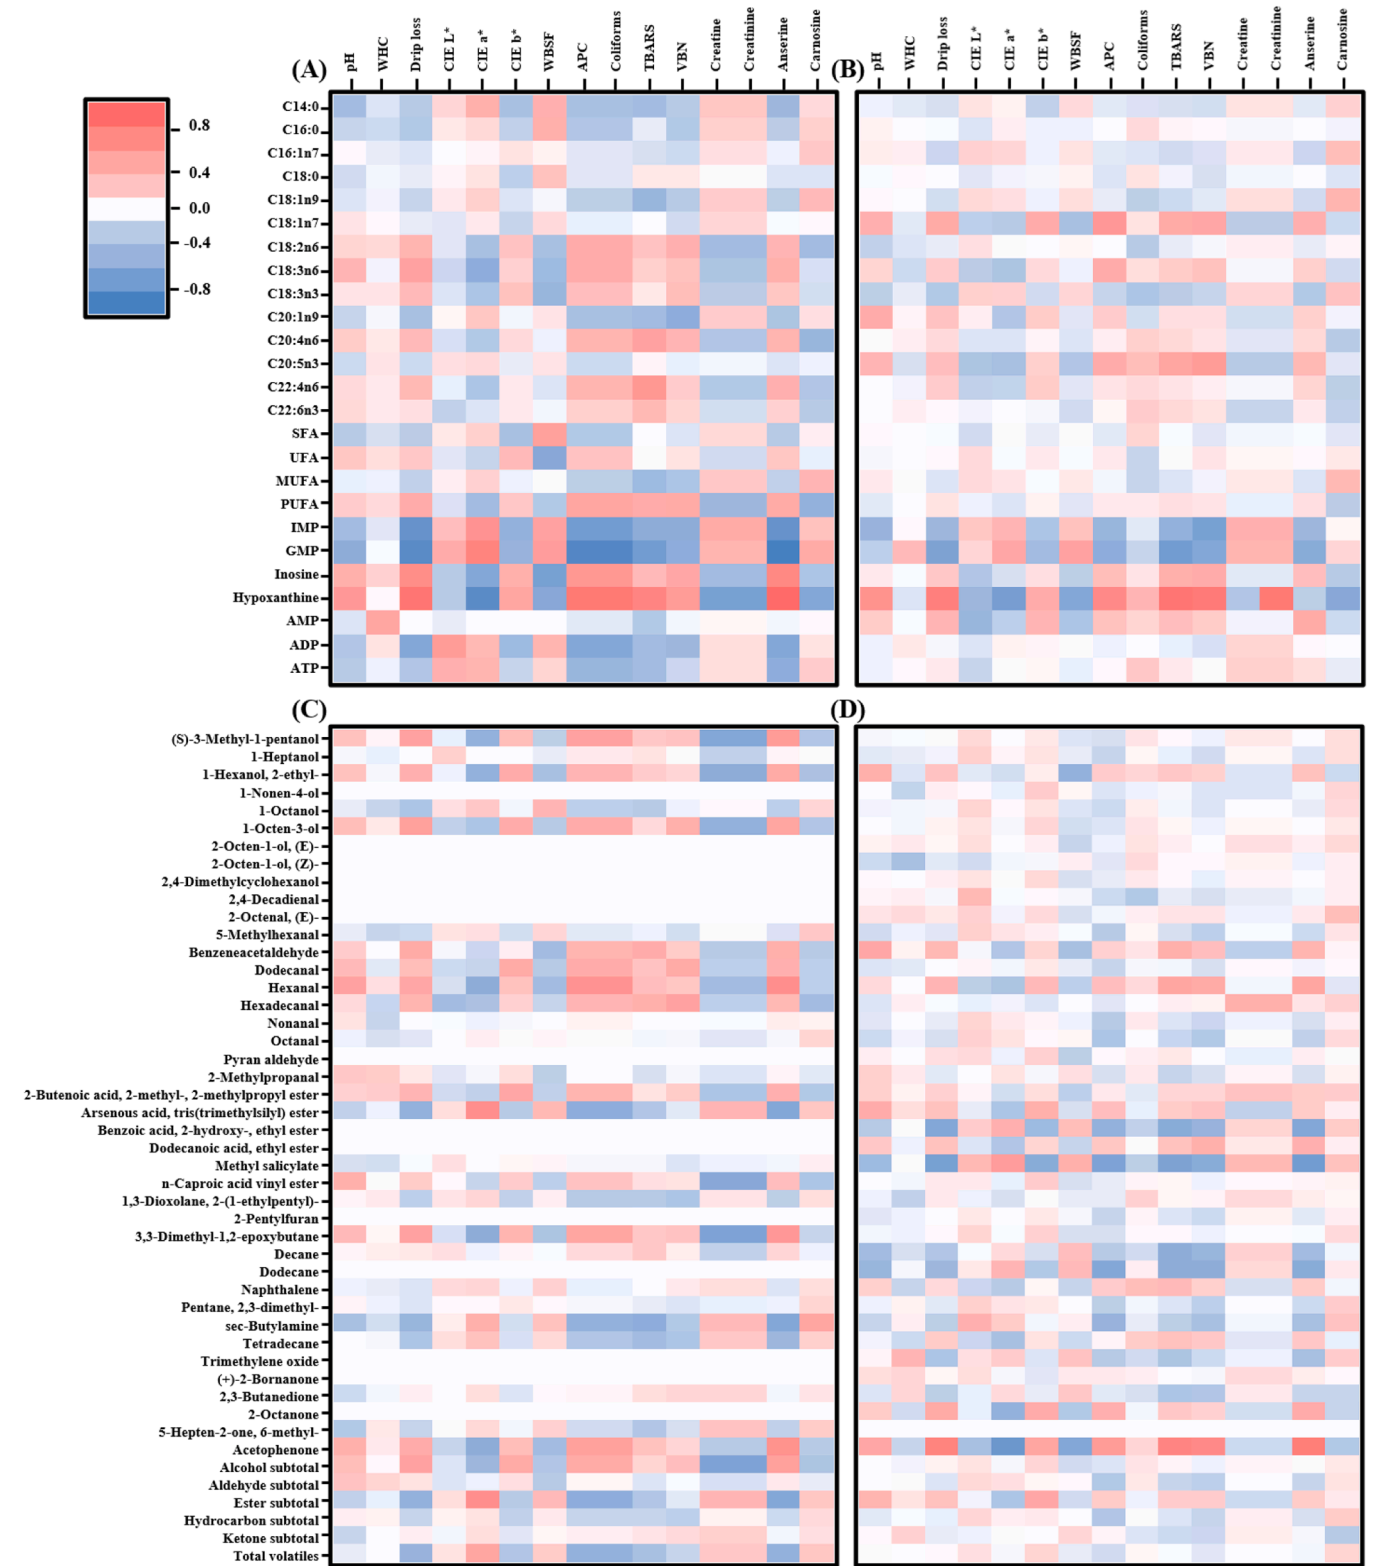 (A) pH WHC Drip loss CIE L* CIE a* CIE b* WBSF APC Coliforms TBARS VBN Creatine Creatinine Anserine Carnosine
(B) pH WHC Drip loss CIE L* CIE a* CIE b* WBSF APC Coliforms TBARS VBN Creatine Creatinine Anserine Carnosine
0.8
0.4
0.0
-0.4
-0.8
C14:0
C16:0
C16:1n7
C18:0
C18:1n9
C18:1n7
C18:2n6
C18:3n6
C18:3n3
C20:1n9
C20:4n6
C20:5n3
C22:4n6
C22:6n3
SFA
UFA
MUFA
PUFA
IMP
GMP
Inosine
Hypoxanthine
AMP
ADP
ATP
(C)
(D)
(S)-3-Methyl-1-pentanol
1-Heptanol
1-Hexanol, 2-ethyl-
1-Nonen-4-ol
1-Octanol
1-Octen-3-ol
2-Octen-1-ol, (E)-
2-Octen-1-ol, (Z)-
2,4-Dimethylcyclohexanol
2,4-Decadienal
2-Octenal, (E)-
5-Methylhexanal
Benzeneacetaldehyde
Dodecanal
Hexanal
Hexadecanal
Nonanal
Octanal
Pyran aldehyde
2-Methylpropanal
2-Butenoic acid, 2-methyl-, 2-methylpropyl ester
Arsenous acid, tris(trimethylsilyl) ester
Benzoic acid, 2-hydroxy-, ethyl ester
Dodecanoic acid, ethyl ester
Methyl salicylate
n-Caproic acid vinyl ester
1,3-Dioxolane, 2-(1-ethylpentyl)-
2-Pentylfuran
3,3-Dimethyl-1,2-epoxybutane
Decane
Dodecane
Naphthalene
Pentane, 2,3-dimethyl-
sec-Butylamine
Tetradecane
Trimethylene oxide
(+)-2-Bornanone
2,3-Butanedione
2-Octanone
5-Hepten-2-one, 6-methyl-
Acetophenone
Alcohol subtotal
Aldehyde subtotal
Ester subtotal
Hydrocarbon subtotal
Ketone subtotal
Total volatiles